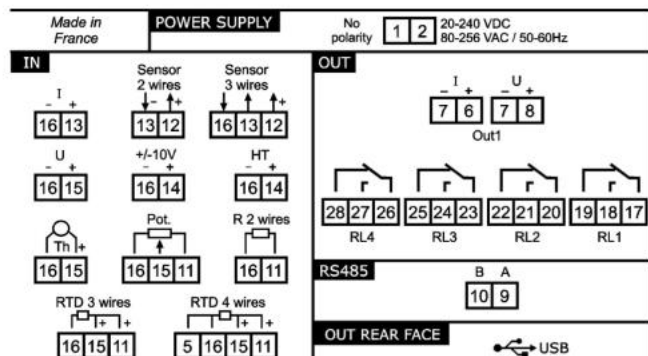 Made in
France
POWER SUPPLY
No
polarity
1 2
20-240 VDC
80-256 VAC / 50-60Hz
IN
I
- +
16 13
Sensor
2 wires
- +
13 12
Sensor
3 wires
+
16 13 12
U
- +
16 15
+/-10V
- +
16 14
HT
- +
16 14
Th +
16 15
Pot.
16 15 11
R 2 wires
16 11
RTD 3 wires
+ +
16 15 11
RTD 4 wires
+ +
5 16 15 11
OUT
I
- +
7 6
U
- +
7 8
Out1
28 27 26
RL4
25 24 23
RL3
22 21 20
RL2
19 18 17
RL1
RS485
B A
10 9
OUT REAR FACE
USB